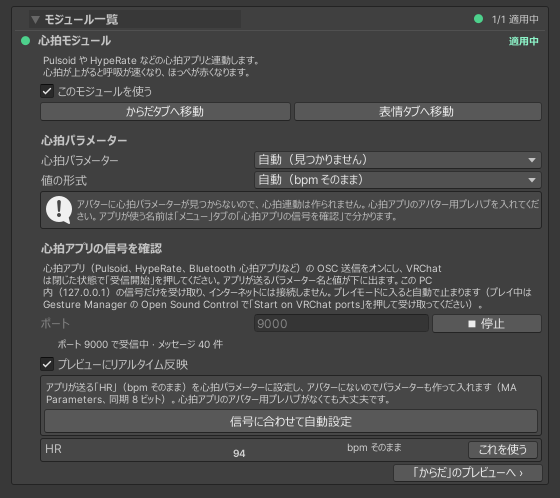 ▼ モジュール一覧
1/1 適用中
心拍モジュール
適用中
Pulsoid や HypeRate などの心拍アプリと連動します。
心拍が上がると呼吸が速くなり、ほっぺが赤くなります。
このモジュールを使う
からだタブへ移動
表情タブへ移動
心拍パラメーター
心拍パラメーター
自動（見つかりません）
値の形式
自動（bpm そのまま）
アバターに心拍パラメーターが見つからないので、心拍連動は作られません。心拍アプリのアバター用プレハブを入れてくだ
さい。アプリが使う名前は「メニュー」タブの「心拍アプリの信号を確認」で分かります。
心拍アプリの信号を確認
心拍アプリ（Pulsoid、HypeRate、Bluetooth 心拍アプリなど）の OSC 送信をオンにし、VRChat
は閉じた状態で「受信開始」を押してください。アプリが送るパラメーター名と値が下に出ます。この PC
内（127.0.0.1）の信号だけを受け取り、インターネットには接続しません。プレイモードに入ると自動で止まります（プレイ中は
Gesture Manager の Open Sound Control で「Start on VRChat ports」を押して受け取ってください）。
ポート
9000
■ 停止
ポート 9000 で受信中・メッセージ 40 件
プレビューにリアルタイム反映
アプリが送る「HR」（bpm そのまま）を心拍パラメーターに設定し、アバターにないのでパラメーターも作って入れます（MA
Parameters、同期 8 ビット）。心拍アプリのアバター用プレハブがなくても大丈夫です。
信号に合わせて自動設定
HR
94
bpm そのまま
これを使う
「からだ」のプレビューへ ›